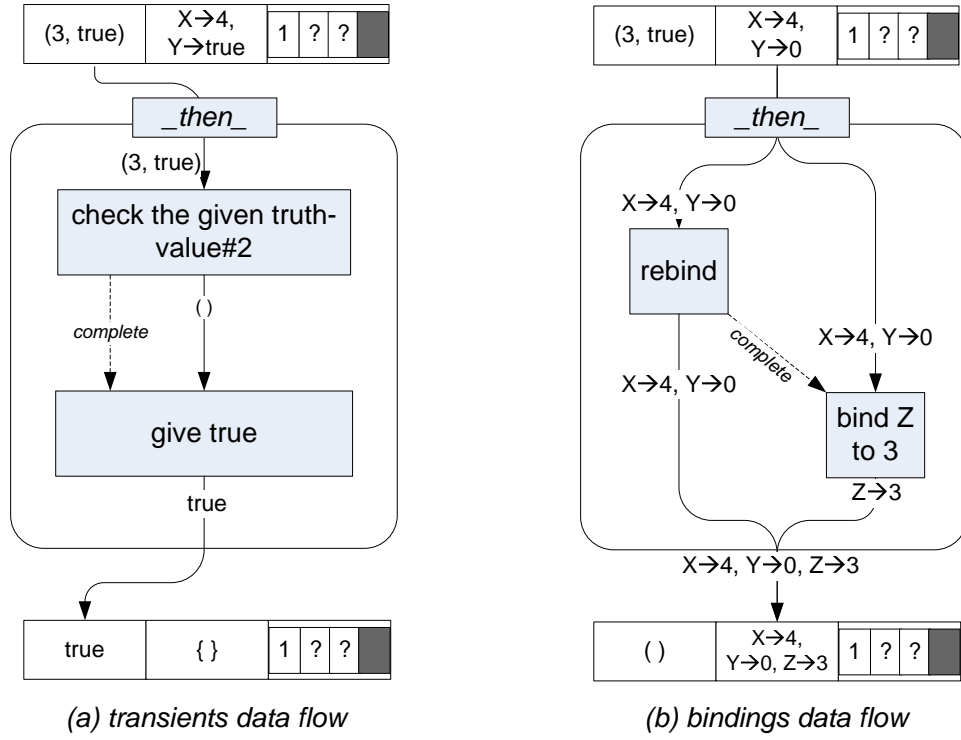 (3, true)
X→4,
Y→true
1 ? ?
_then_
(3, true)
check the given truth-
value#2
complete
( )
give true
true
true
{ }
1 ? ?
(a) transients data flow
(3, true)
X→4,
Y→0
1 ? ?
_then_
X→4, Y→0
rebind
complete
X→4, Y→0
X→4, Y→0
bind Z
to 3
Z→3
X→4, Y→0, Z→3
( )
X→4,
Y→0, Z→3
1 ? ?
(b) bindings data flow